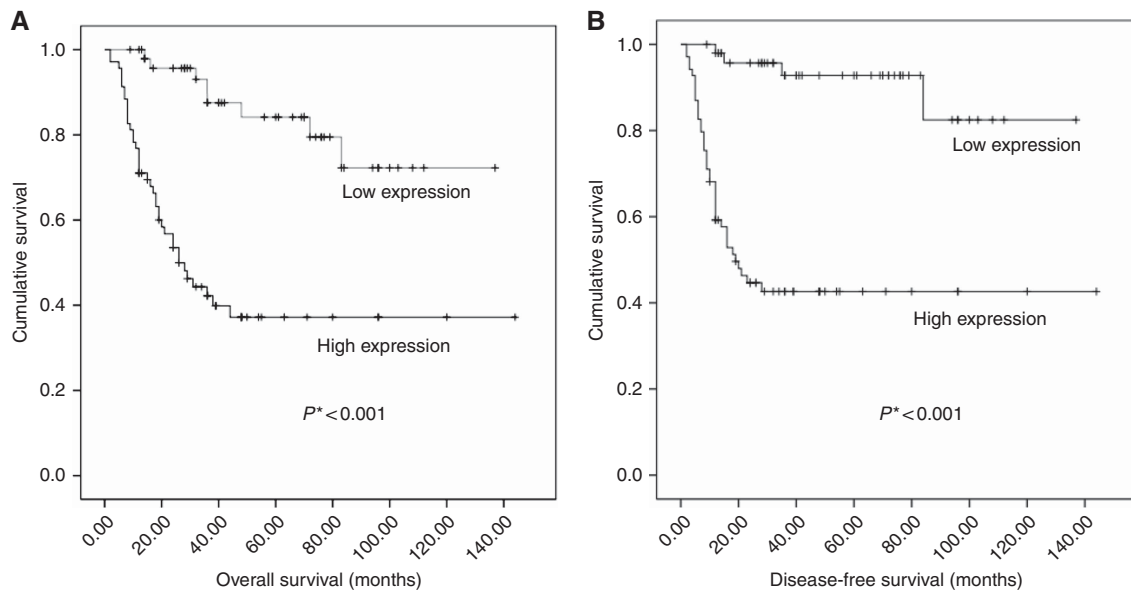 A
Cumulative survival
1.0
0.8
0.6
0.4
0.2
0.0
Low expression
High expression
P*<0.001
0.00
20.00
40.00
60.00
80.00
100.00
120.00
140.00
Overall survival (months)
B
Cumulative survival
1.0
0.8
0.6
0.4
0.2
0.0
Low expression
High expression
P*<0.001
0.00
20.00
40.00
60.00
80.00
100.00
120.00
140.00
Disease-free survival (months)